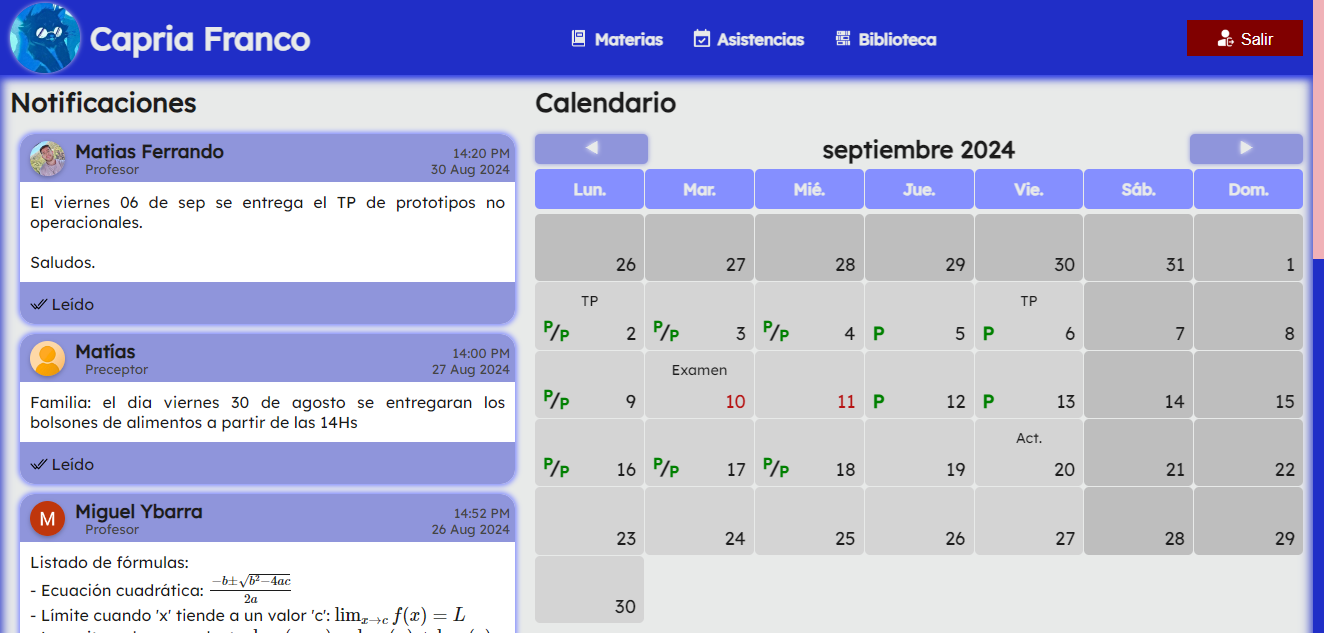 Capria Franco
Materias
Asistencias
Biblioteca
Salir
Notificaciones
Matias Ferrando
Profesor
14:20 PM
30 Aug 2024
El viernes 06 de sep se entrega el TP de prototipos no
operacionales.
Saludos.
Leído
Matías
Preceptor
14:00 PM
27 Aug 2024
Familia: el dia viernes 30 de agosto se entregaran los
bolsones de alimentos a partir de las 14Hs
Leído
M
Miguel Ybarra
Profesor
14:52 PM
26 Aug 2024
Listado de fórmulas:
- Ecuación cuadrática: \frac{-b±\sqrt{b^2-4ac}}{2a}
- Límite cuando 'x' tiende a un valor 'c': \lim_{x→c} f(x) = L
Calendario
◀ septiembre 2024 ▶
Lun. Mar. Mié. Jue. Vie. Sáb. Dom.
26 27 28 29 30 31 1
TP TP
P/P 2 P/P 3 P/P 4 P 5 P 6 7 8
Examen
P/P 9 10 11 P 12 P 13 14 15
Act.
P/P 16 P/P 17 P/P 18 19 20 21 22
23 24 25 26 27 28 29
30